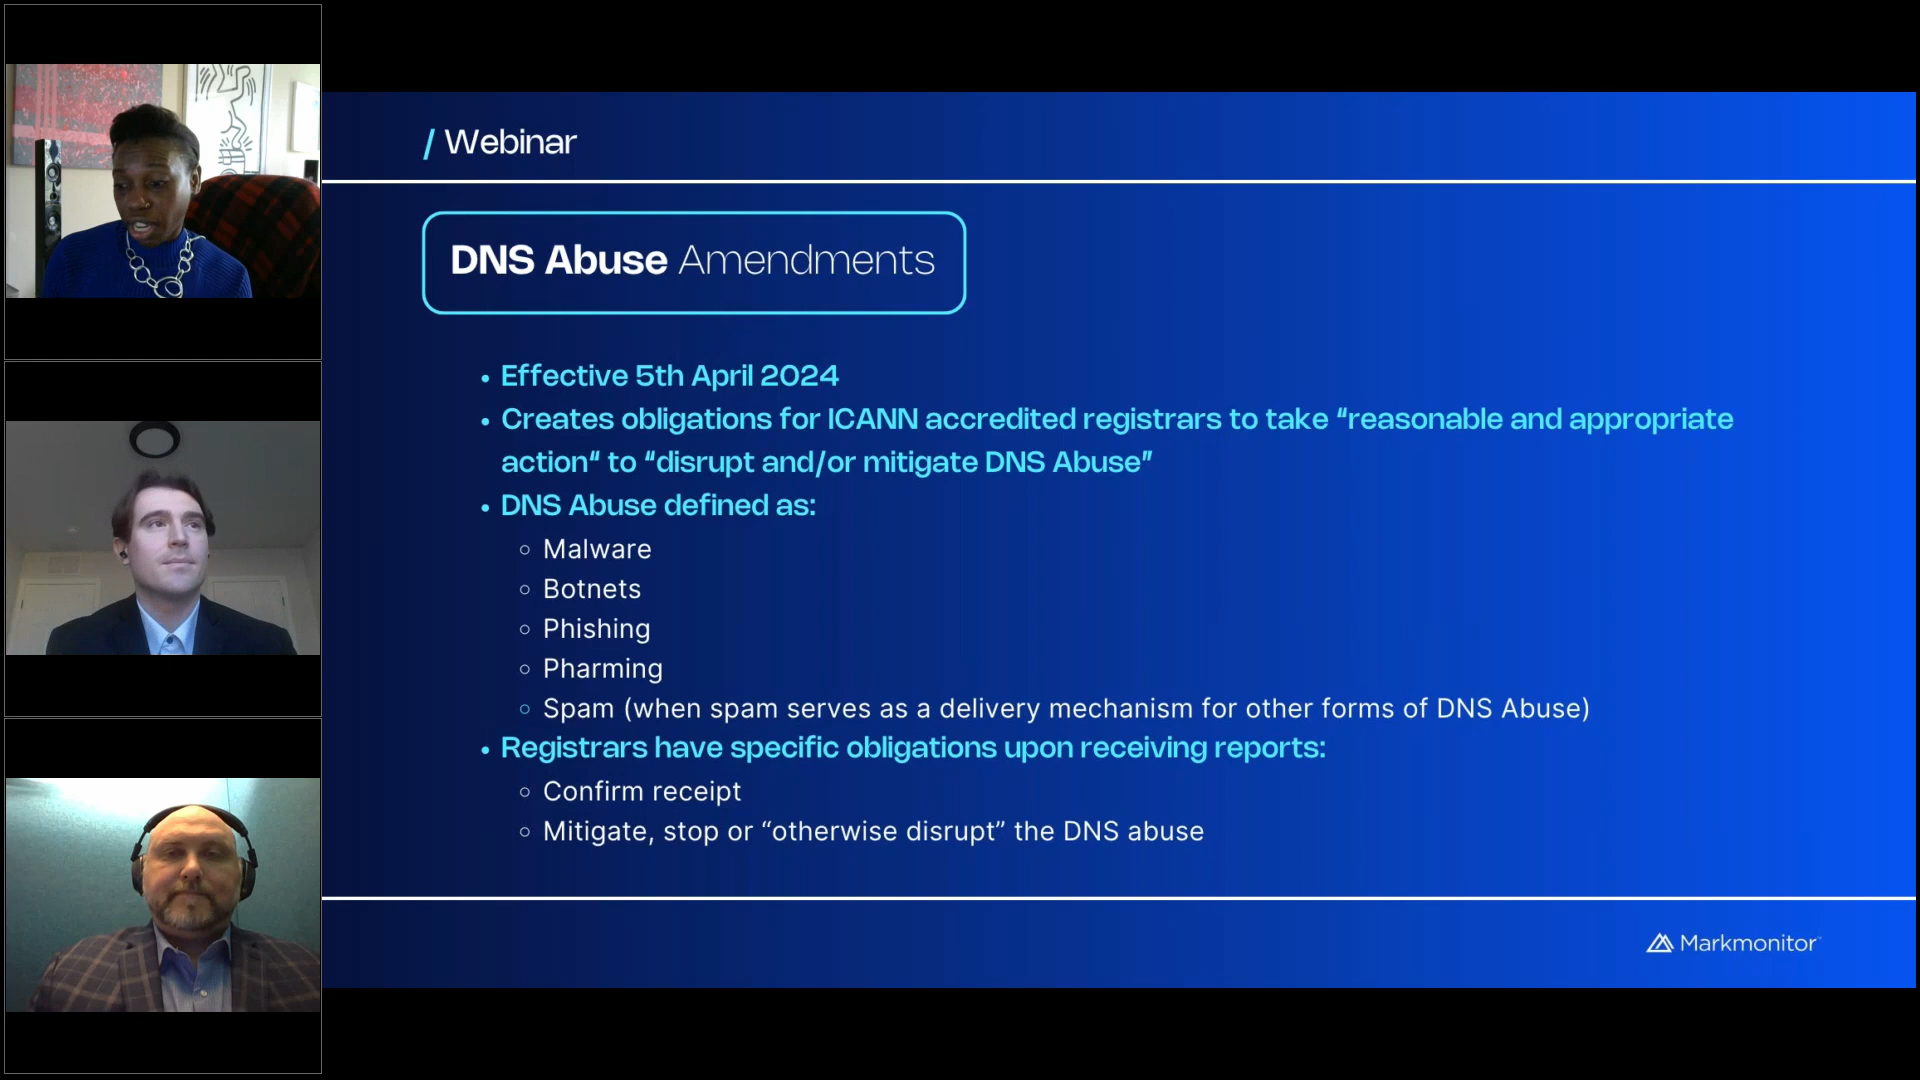 / Webinar
DNS Abuse Amendments
• Effective 5th April 2024
• Creates obligations for ICANN accredited registrars to take “reasonable and appropriate
action“ to “disrupt and/or mitigate DNS Abuse”
• DNS Abuse defined as:
◦ Malware
◦ Botnets
◦ Phishing
◦ Pharming
◦ Spam (when spam serves as a delivery mechanism for other forms of DNS Abuse)
• Registrars have specific obligations upon receiving reports:
◦ Confirm receipt
◦ Mitigate, stop or “otherwise disrupt” the DNS abuse
Markmonitor